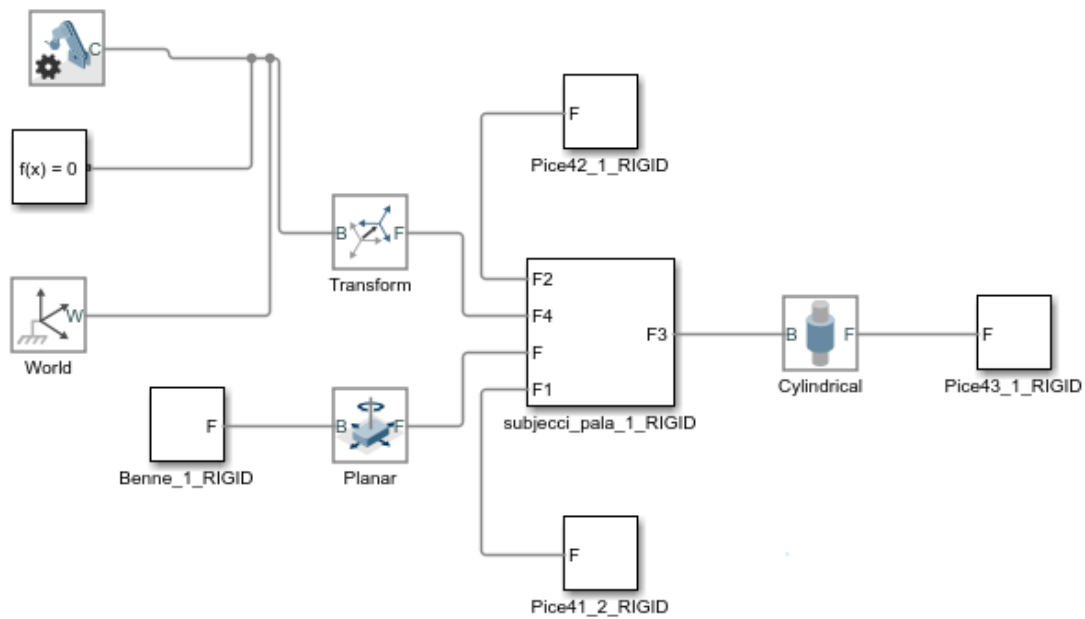 C
F
Pice42_1_RIGID
f(x) = 0
B
F
Transform
F2
F4
F
F1
F3
subjecci_pala_1_RIGID
W
World
B
F
Cylindrical
F
Pice43_1_RIGID
F
Benne_1_RIGID
B
F
Planar
F
Pice41_2_RIGID